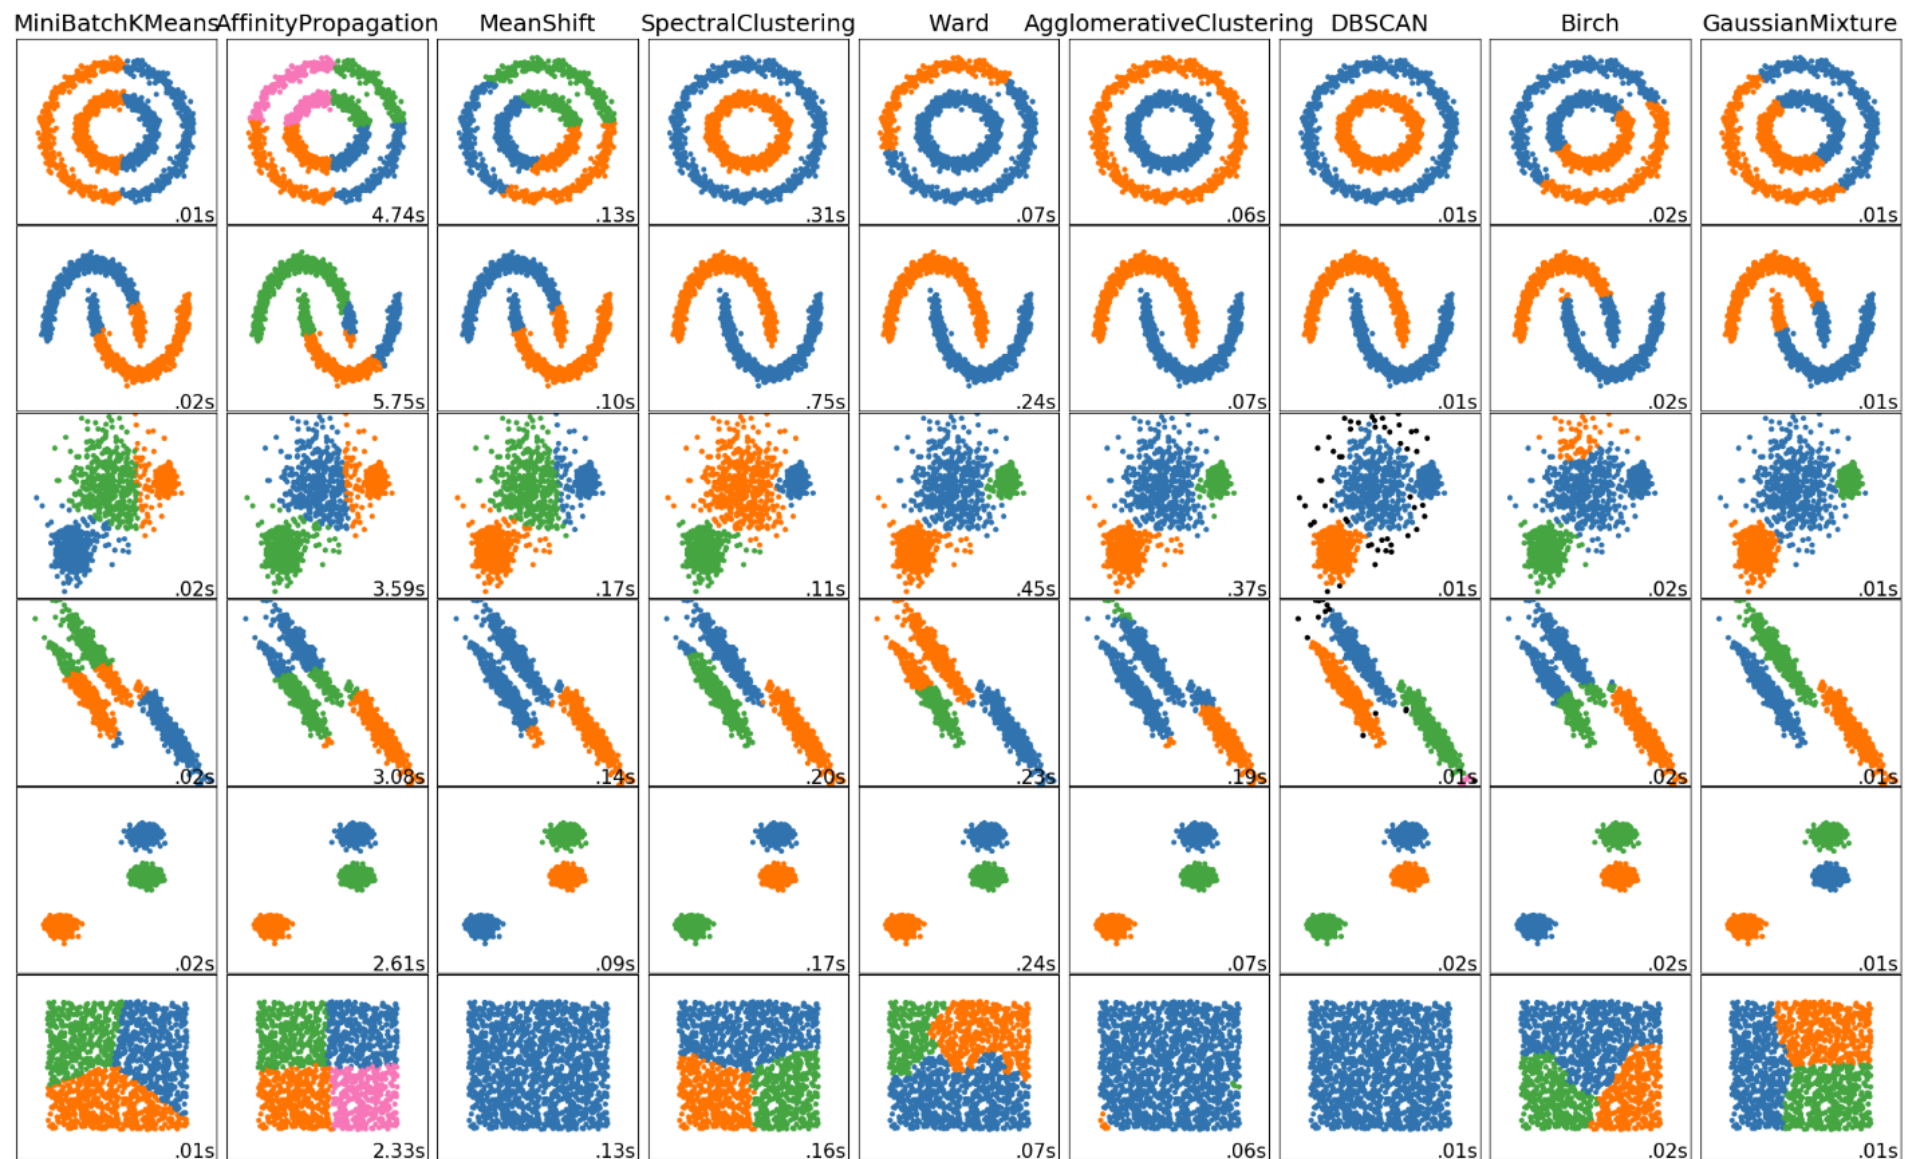 MiniBatchKMeans AffinityPropagation MeanShift SpectralClustering Ward AgglomerativeClustering DBSCAN Birch GaussianMixture
.01s 4.74s .13s .31s .07s .06s .01s .02s .01s
.02s 5.75s .10s .75s .24s .07s .01s .02s .01s
.02s 3.59s .17s .11s .45s .37s .01s .02s .01s
.02s 3.08s .14s .20s .23s .19s .01s .02s .01s
.02s 2.61s .09s .17s .24s .07s .02s .02s .01s
.01s 2.33s .13s .16s .07s .06s .01s .02s .01s